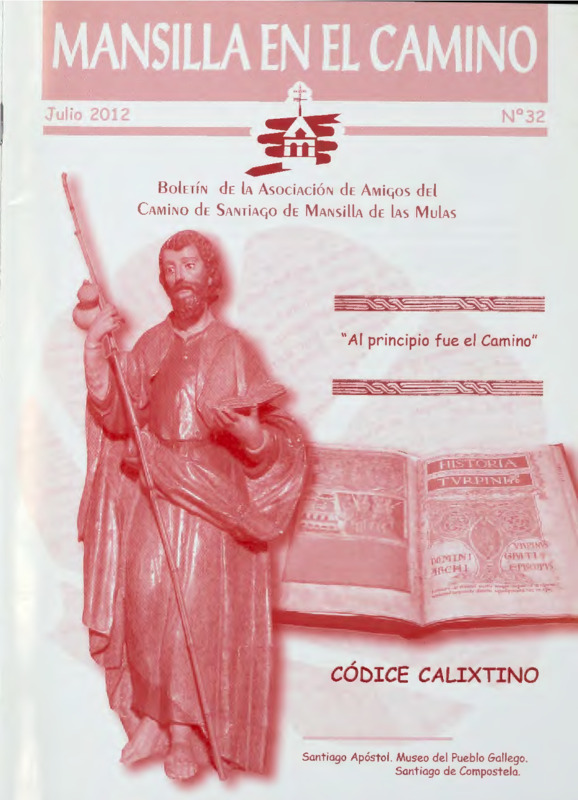 MANSILLA EN EL CAMINO
Julio 2012
Nº32
Boletín de la Asociación de Amigos del
Camino de Santiago de Mansilla de las Mulas
"Al principio fue el Camino"
HISTORIA
TVRPINI
CÓDICE CALIXTINO
Santiago Apóstol. Museo del Pueblo Gallego.
Santiago de Compostela.